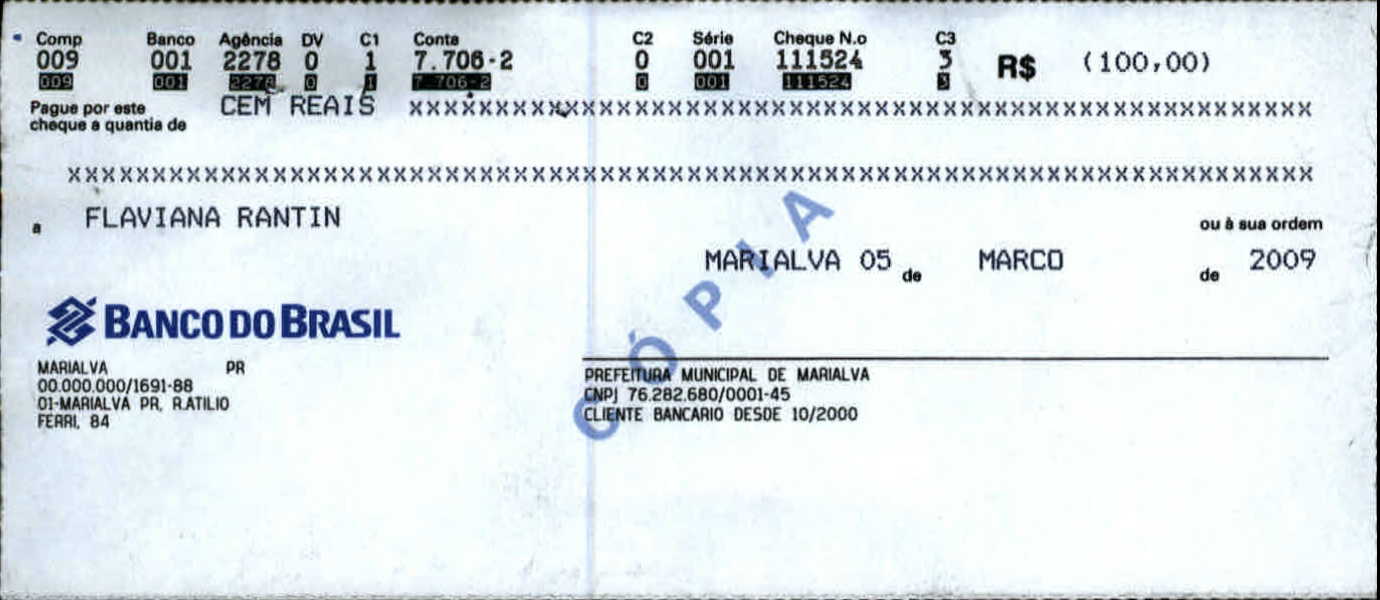 Comp Banco Agência DV C1 Conta C2 Série Cheque N.o C3
009 001 2278 0 1 7.706-2 0 001 111524 3 R$ (100,00)
009 001 2278 0 1 7 706-2 0 001 111524 3
Pague por este CEM REAIS XXXXXXXXXXXXXXXXXXXXXXXXXXXXXXXXXXXXXXXXXXXXXXXXXXXX
cheque a quantia de
XXXXXXXXXXXXXXXXXXXXXXXXXXXXXXXXXXXXXXXXXXXXXXXXXXXXXXXXXXXXXXXXXXXXXXXX
a FLAVIANA RANTIN ou à sua ordem
MARIALVA 05 de MARCO de 2009
CÓPIA
BANCO DO BRASIL
MARIALVA PR
00.000.000/1691-88
01-MARIALVA PR, R.ATILIO
FERRI, 84
PREFEITURA MUNICIPAL DE MARIALVA
CNPJ 76.282.680/0001-45
CLIENTE BANCARIO DESDE 10/2000